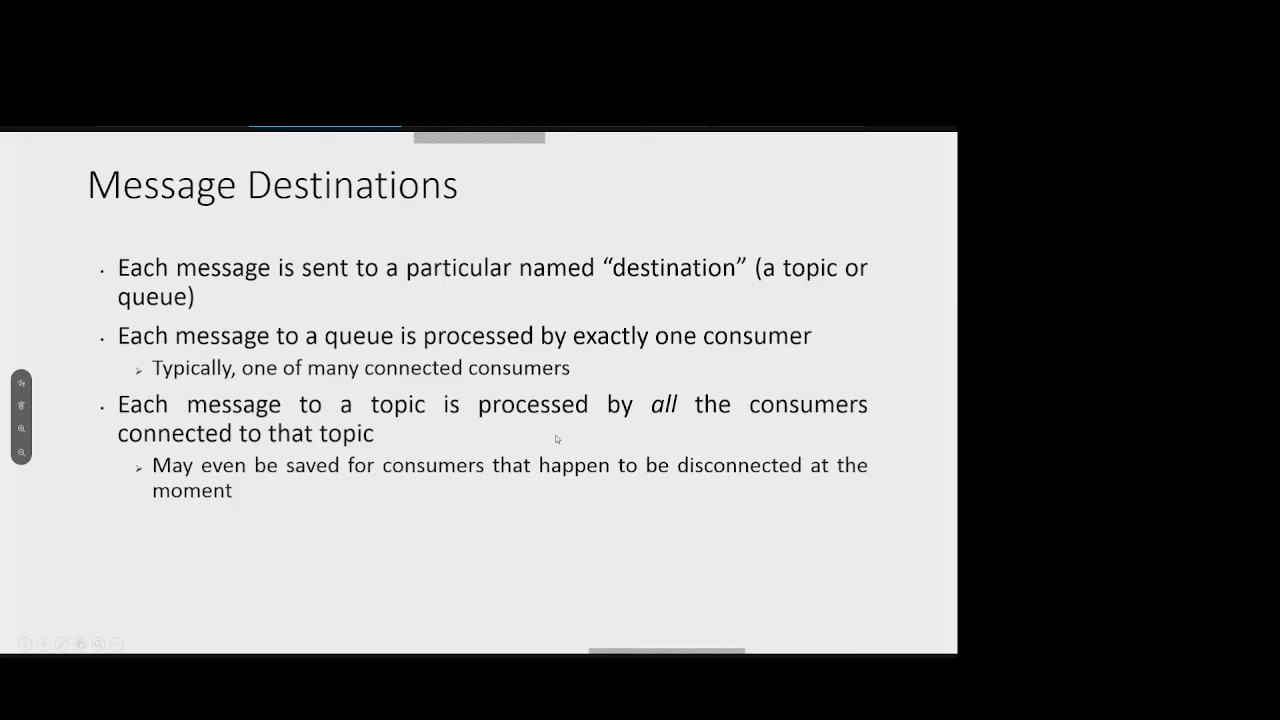 Message Destinations
• Each message is sent to a particular named “destination” (a topic or
queue)
• Each message to a queue is processed by exactly one consumer
➢ Typically, one of many connected consumers
• Each message to a topic is processed by all the consumers
connected to that topic
➢ May even be saved for consumers that happen to be disconnected at the
moment